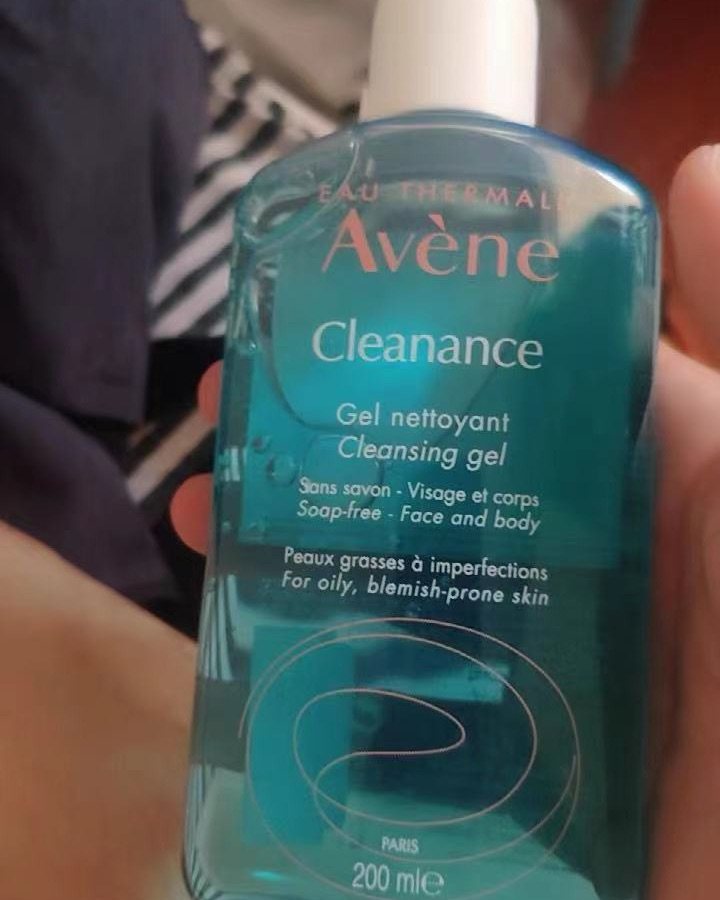 EAU THERMALE
Avène
Cleanance
Gel nettoyant
Cleansing gel
Sans savon - Visage et corps
Soap-free - Face and body
Peaux grasses à imperfections
For oily, blemish-prone skin
PARIS
200 ml℮